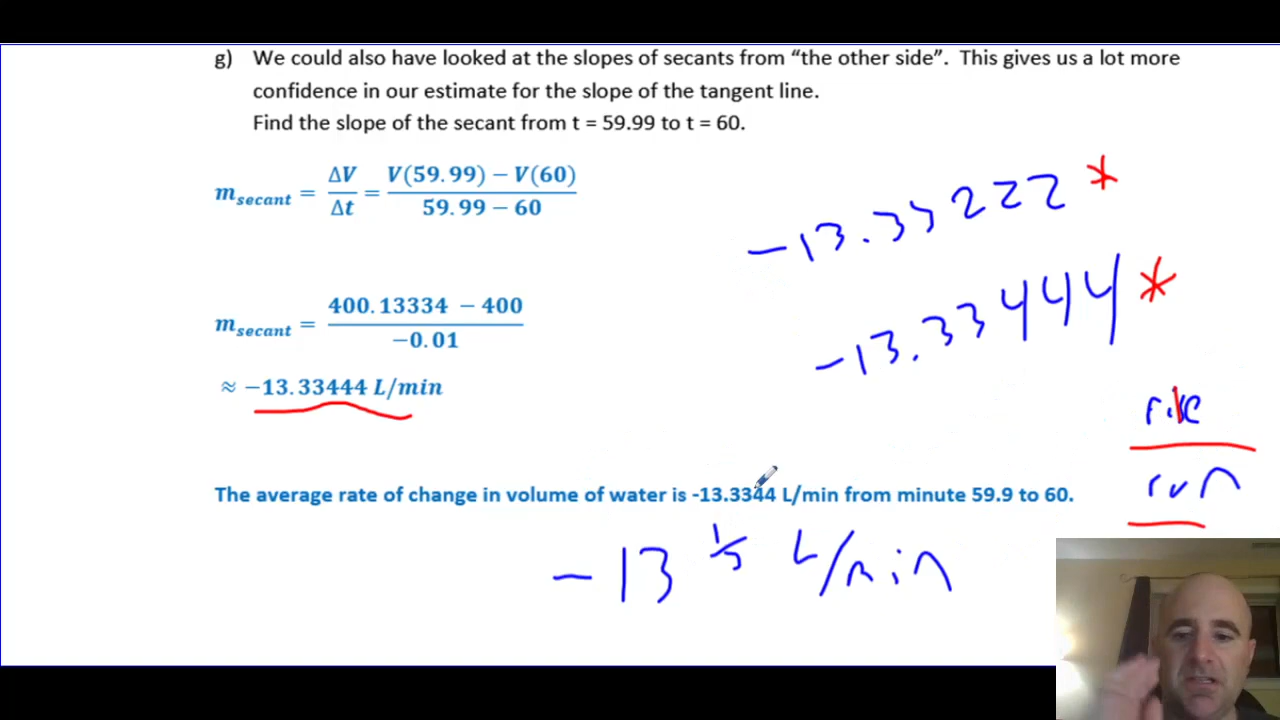 g) We could also have looked at the slopes of secants from “the other side”. This gives us a lot more
confidence in our estimate for the slope of the tangent line.
Find the slope of the secant from t = 59.99 to t = 60.
m_secant = ΔV/Δt = (V(59.99) − V(60))/(59.99 − 60)
-13.33222 *
m_secant = (400.13334 − 400)/(−0.01)
-13.33444 *
≈ −13.33444 L/min
rise
run
The average rate of change in volume of water is -13.3344 L/min from minute 59.9 to 60.
-13 1/3 L/min